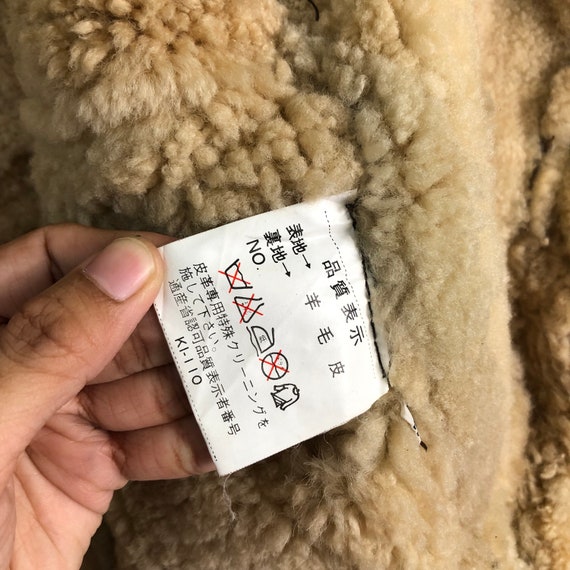 品質表示
表地→ 羊毛皮
裏地→
NO.
皮革専用特殊クリーニングを
施して下さい。
通産省認可品質表示者番号
KI-110